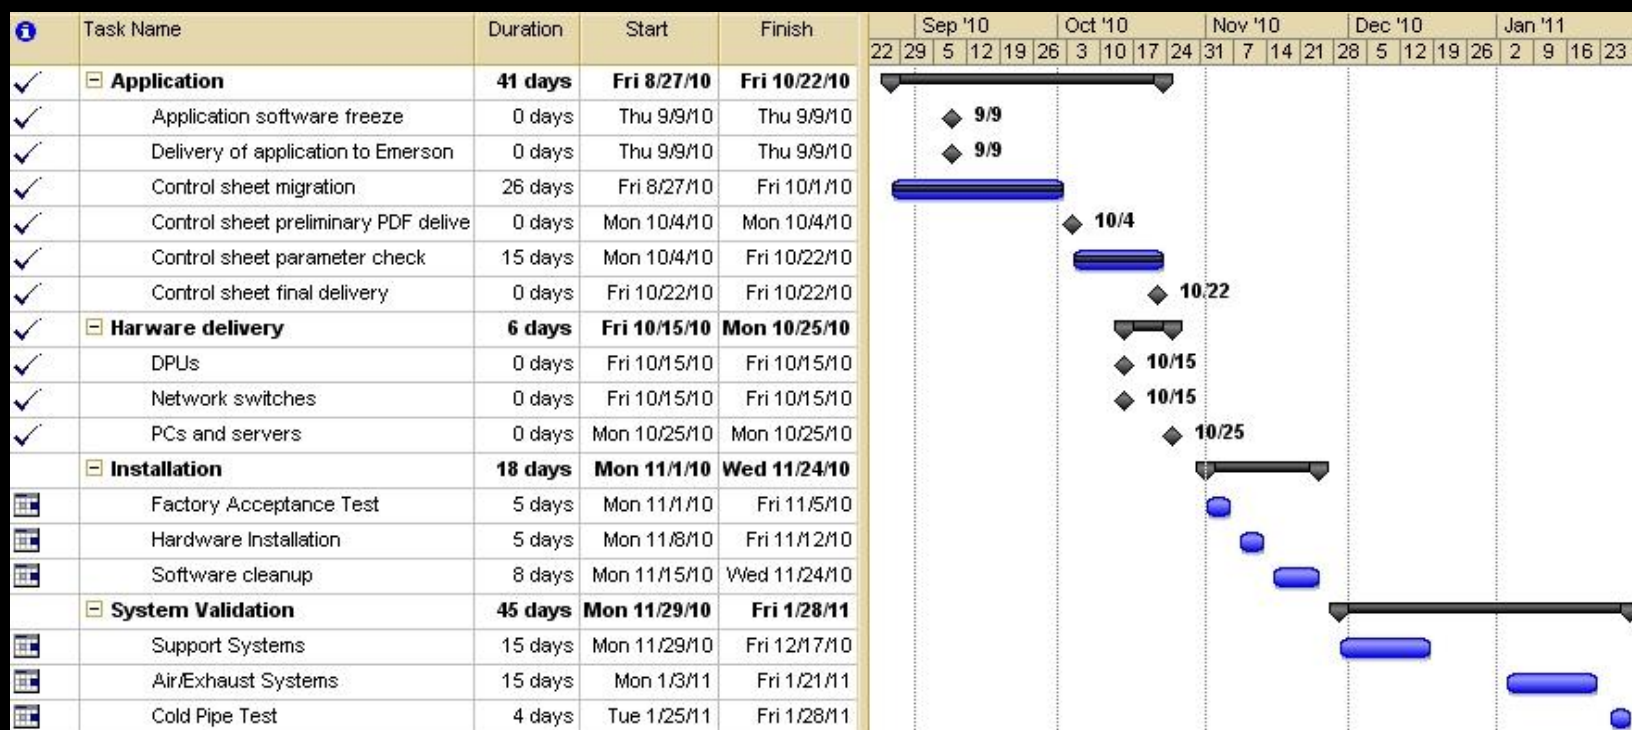 Task Name Duration Start Finish Sep '10 Oct '10 Nov '10 Dec '10 Jan '11
22 29 5 12 19 26 3 10 17 24 31 7 14 21 28 5 12 19 26 2 9 16 23
Application 41 days Fri 8/27/10 Fri 10/22/10
Application software freeze 0 days Thu 9/9/10 Thu 9/9/10 9/9
Delivery of application to Emerson 0 days Thu 9/9/10 Thu 9/9/10 9/9
Control sheet migration 26 days Fri 8/27/10 Fri 10/1/10
Control sheet preliminary PDF delive 0 days Mon 10/4/10 Mon 10/4/10 10/4
Control sheet parameter check 15 days Mon 10/4/10 Fri 10/22/10
Control sheet final delivery 0 days Fri 10/22/10 Fri 10/22/10 10/22
Harware delivery 6 days Fri 10/15/10 Mon 10/25/10
DPUs 0 days Fri 10/15/10 Fri 10/15/10 10/15
Network switches 0 days Fri 10/15/10 Fri 10/15/10 10/15
PCs and servers 0 days Mon 10/25/10 Mon 10/25/10 10/25
Installation 18 days Mon 11/1/10 Wed 11/24/10
Factory Acceptance Test 5 days Mon 11/1/10 Fri 11/5/10
Hardware Installation 5 days Mon 11/8/10 Fri 11/12/10
Software cleanup 8 days Mon 11/15/10 Wed 11/24/10
System Validation 45 days Mon 11/29/10 Fri 1/28/11
Support Systems 15 days Mon 11/29/10 Fri 12/17/10
Air/Exhaust Systems 15 days Mon 1/3/11 Fri 1/21/11
Cold Pipe Test 4 days Tue 1/25/11 Fri 1/28/11